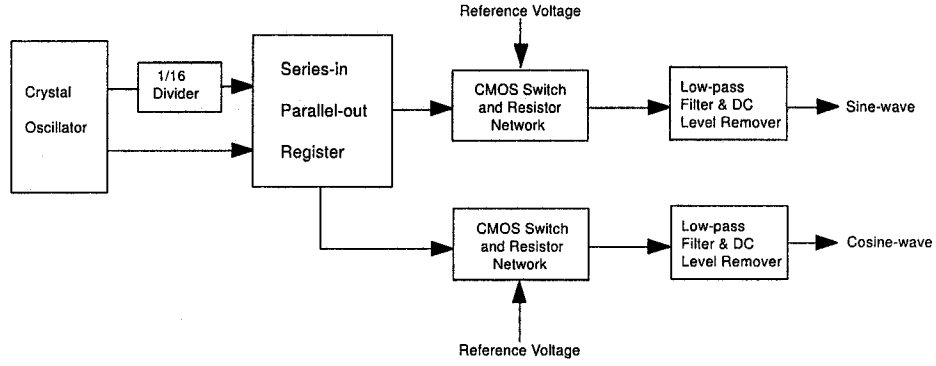 Reference Voltage
Crystal
Oscillator
1/16
Divider
Series-in
Parallel-out
Register
CMOS Switch
and Resistor
Network
Low-pass
Filter & DC
Level Remover
Sine-wave
CMOS Switch
and Resistor
Network
Low-pass
Filter & DC
Level Remover
Cosine-wave
Reference Voltage